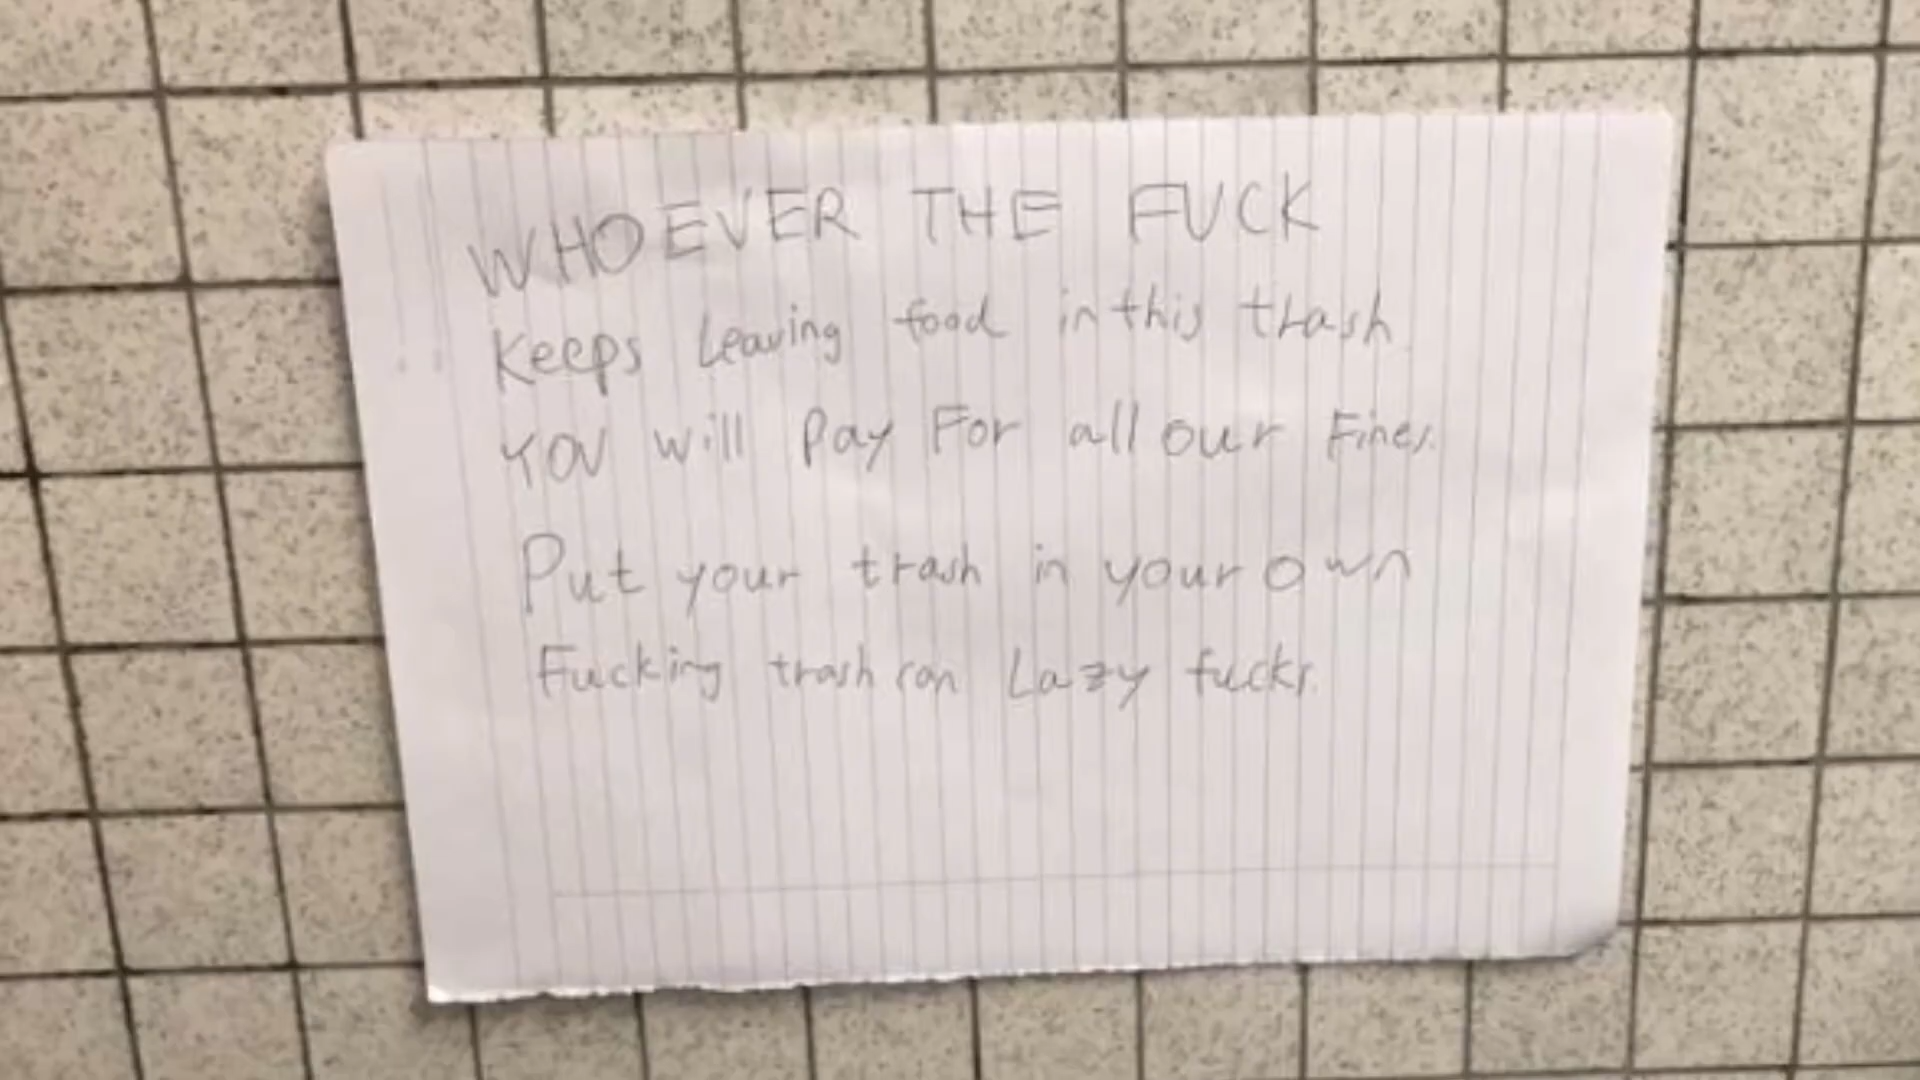 WHOEVER THE FUCK
keeps leaving food in this trash
YOU will Pay For all our Fines.
Put your trash in your own
Fucking trash can Lazy fucks.